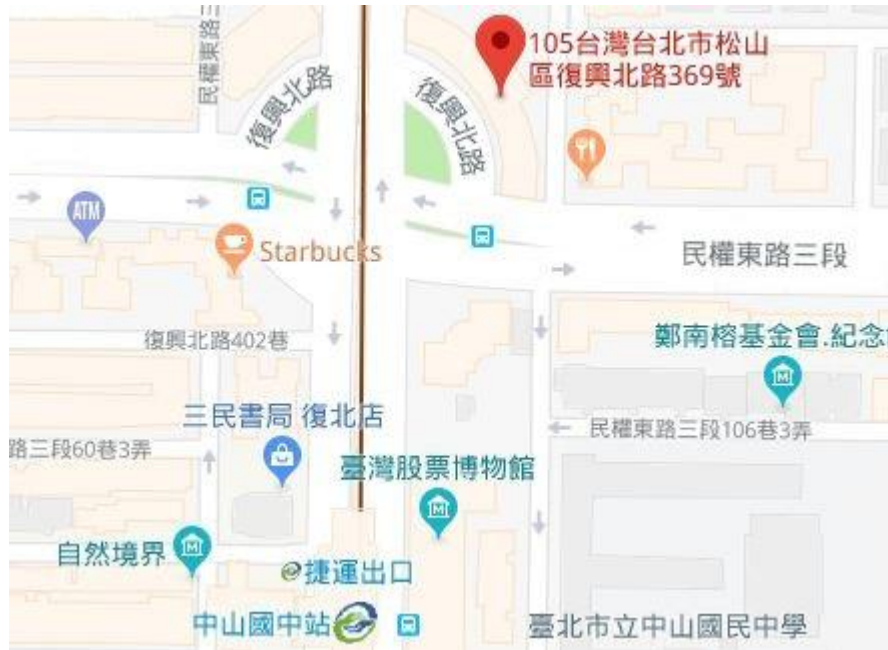 民權東路三
105台灣台北市松山
區復興北路369號
復興北路
復興北路
ATM
Starbucks
民權東路三段
復興北路402巷
鄭南榕基金會.紀念
三民書局 復北店
路三段60巷3弄
民權東路三段106巷3弄
臺灣股票博物館
自然境界
捷運出口
中山國中站
臺北市立中山國民中學